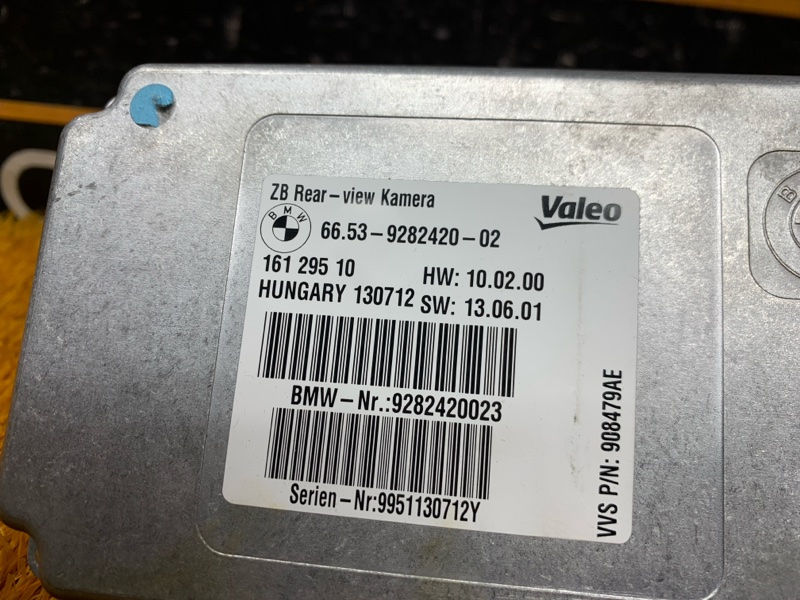 ZB Rear-view Kamera
Valeo
BMW
66.53-9282420-02
161 295 10
HW: 10.02.00
HUNGARY 130712
SW: 13.06.01
BMW-Nr.:9282420023
Serien-Nr:9951130712Y
VVS P/N: 908479AE
B